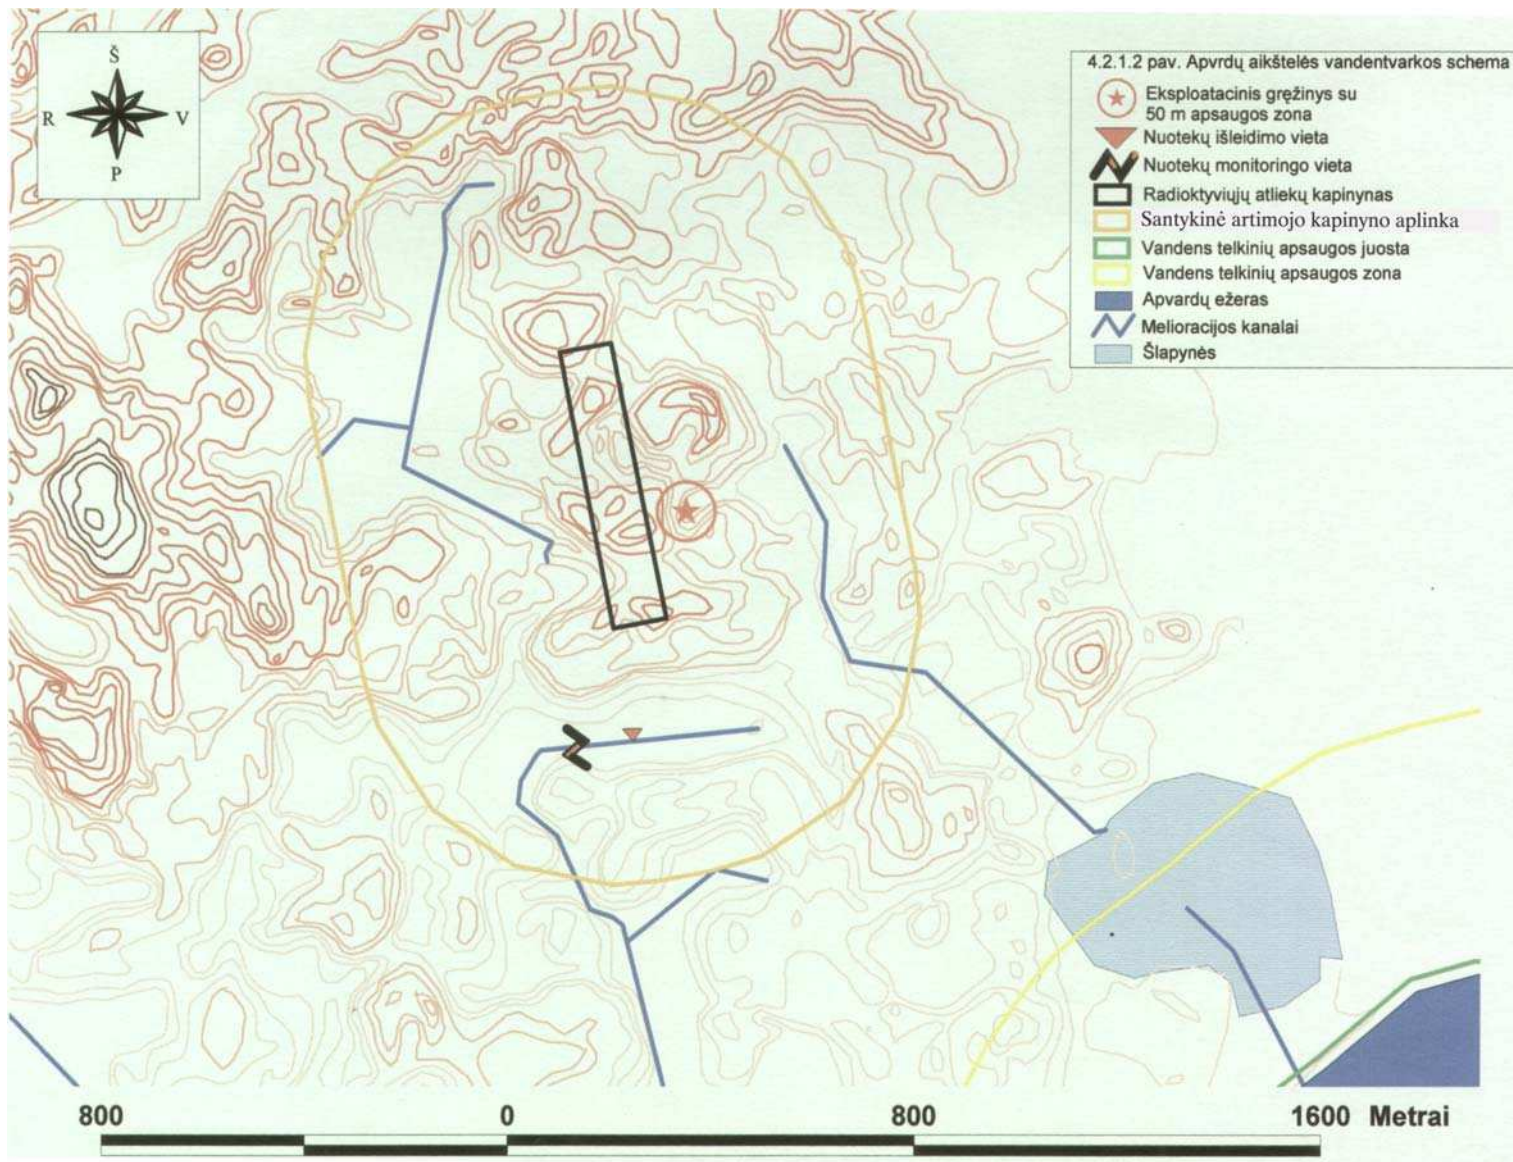 Š
R V
P
4.2.1.2 pav. Apvrdų aikštelės vandentvarkos schema
Eksploatacinis gręžinys su
50 m apsaugos zona
Nuotekų išleidimo vieta
Nuotekų monitoringo vieta
Radioktyviųjų atliekų kapinynas
Santykinė artimojo kapinyno aplinka
Vandens telkinių apsaugos juosta
Vandens telkinių apsaugos zona
Apvardų ežeras
Melioracijos kanalai
Šlapynės
800 0 800 1600 Metrai